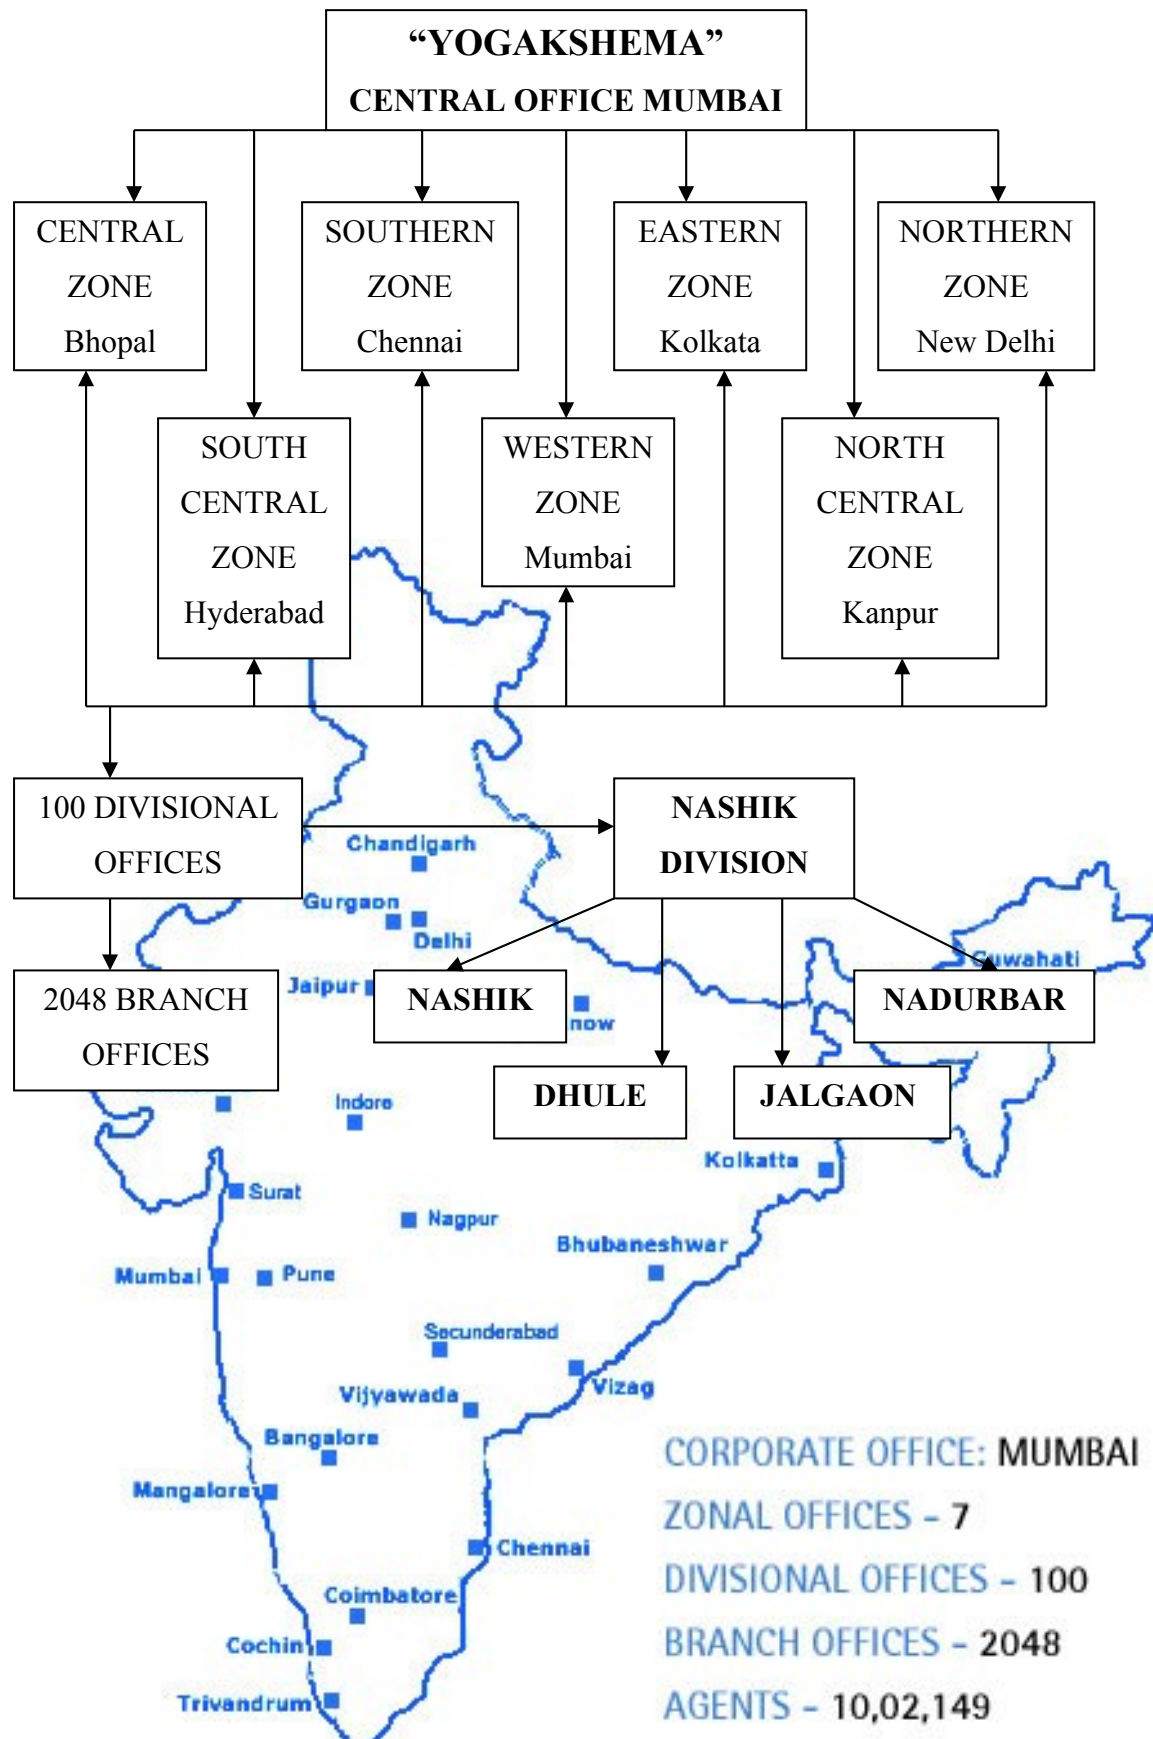 “YOGAKSHEMA”
CENTRAL OFFICE MUMBAI
CENTRAL
ZONE
Bhopal
SOUTHERN
ZONE
Chennai
EASTERN
ZONE
Kolkata
NORTHERN
ZONE
New Delhi
SOUTH
CENTRAL
ZONE
Hyderabad
WESTERN
ZONE
Mumbai
NORTH
CENTRAL
ZONE
Kanpur
100 DIVISIONAL
OFFICES
NASHIK
DIVISION
2048 BRANCH
OFFICES
NASHIK
NADURBAR
DHULE
JALGAON
Chandigarh
Gurgaon
Delhi
Guwahati
Jaipur
now
Indore
Kolkatta
Surat
Nagpur
Bhubaneshwar
Mumbai
Pune
Secunderabad
Vizag
Vijyawada
Bangalore
Mangalore
Chennai
Coimbatore
Cochin
Trivandrum
CORPORATE OFFICE: MUMBAI
ZONAL OFFICES - 7
DIVISIONAL OFFICES - 100
BRANCH OFFICES - 2048
AGENTS - 10,02,149